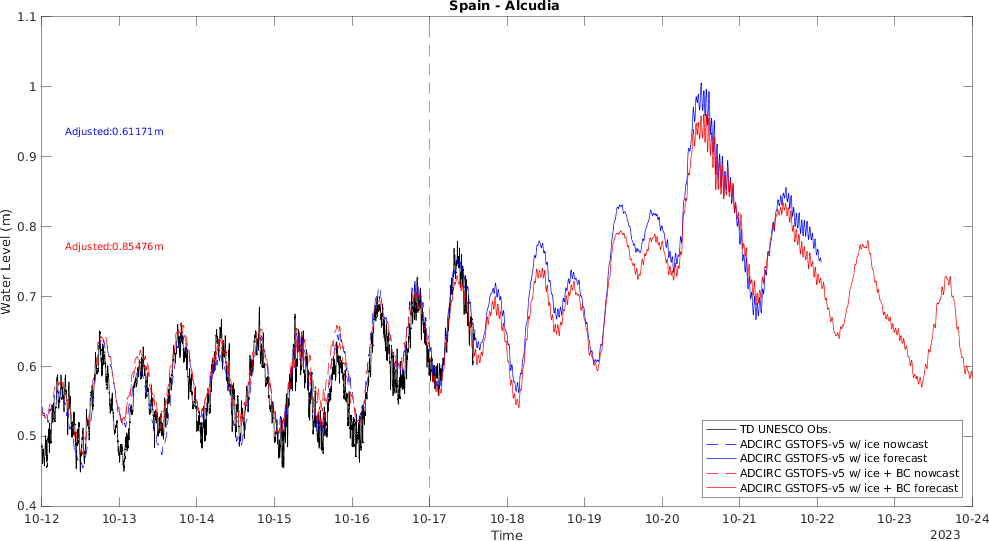 Spain - Alcudia
1.1
1
0.9
0.8
0.7
0.6
0.5
0.4
Water Level (m)
Adjusted:0.61171m
Adjusted:0.85476m
TD UNESCO Obs.
ADCIRC GSTOFS-v5 w/ ice nowcast
ADCIRC GSTOFS-v5 w/ ice forecast
ADCIRC GSTOFS-v5 w/ ice + BC nowcast
ADCIRC GSTOFS-v5 w/ ice + BC forecast
10-12 10-13 10-14 10-15 10-16 10-17 10-18 10-19 10-20 10-21 10-22 10-23 10-24
Time
2023